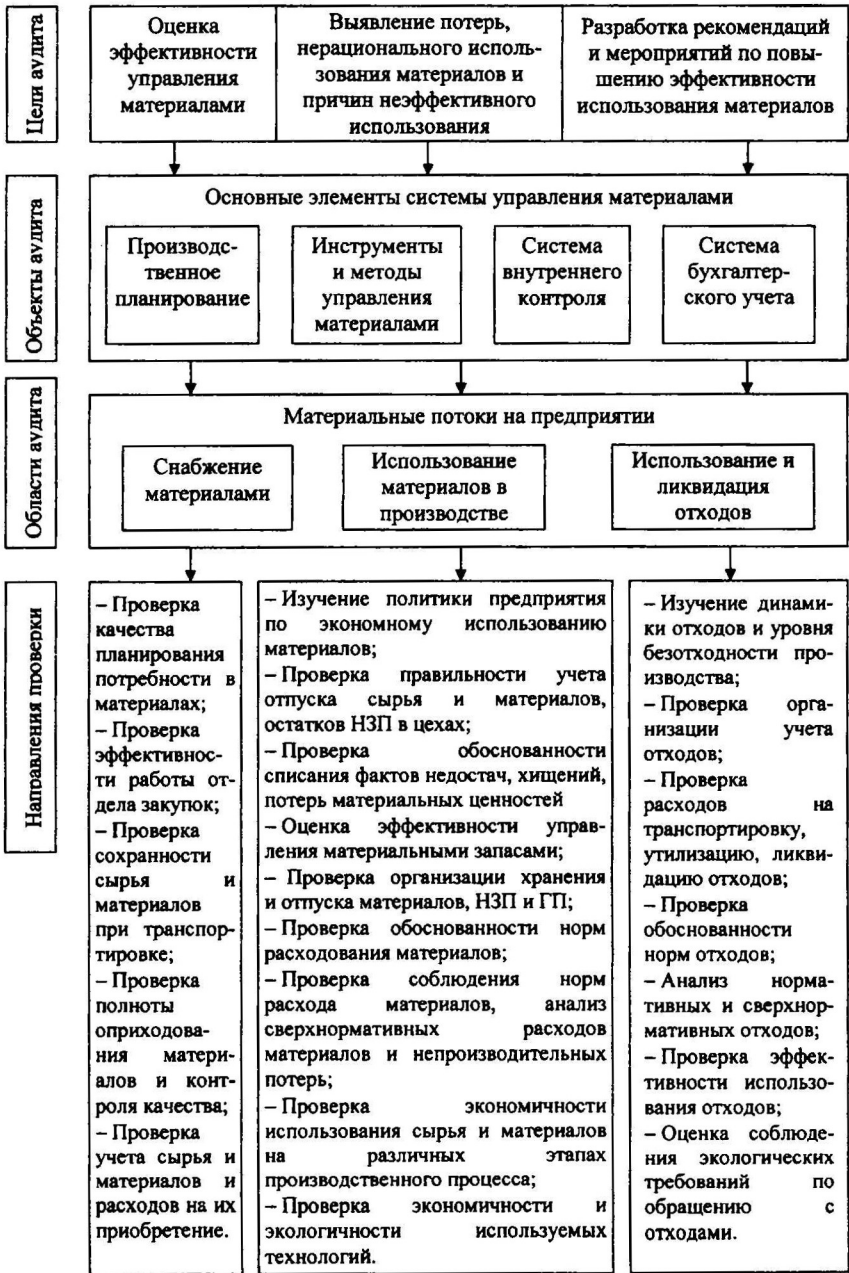 Цели аудита
Оценка
эффективности
управления
материалами
Выявление потерь,
нерационального исполь-
зования материалов и
причин неэффективного
использования
Разработка рекомендаций
и мероприятий по повы-
шению эффективности
использования материалов
Объекты аудита
Основные элементы системы управления материалами
Производс-
твенное
планирование
Инструменты
и методы
управления
материалами
Система
внутреннего
контроля
Система
бухгалтер-
ского учета
Области аудита
Материальные потоки на предприятии
Снабжение
материалами
Использование
материалов в
производстве
Использование и
ликвидация
отходов
Направления проверки
– Проверка
качества
планирования
потребности в
материалах;
– Проверка
эффективнос-
ти работы от-
дела закупок;
– Проверка
сохранности
сырья и
материалов
при транспор-
тировке;
– Проверка
полноты
оприходова-
ния матери-
алов и конт-
роля качества;
– Проверка
учета сырья и
материалов и
расходов на их
приобретение.
– Изучение политики предприятия
по экономному использованию
материалов;
– Проверка правильности учета
отпуска сырья и материалов,
остатков НЗП в цехах;
– Проверка обоснованности
списания фактов недостач, хищений,
потерь материальных ценностей
– Оценка эффективности управ-
ления материальными запасами;
– Проверка организации хранения
и отпуска материалов, НЗП и ГП;
– Проверка обоснованности норм
расходования материалов;
– Проверка соблюдения норм
расхода материалов, анализ
сверхнормативных расходов
материалов и непроизводительных
потерь;
– Проверка экономичности
использования сырья и материалов
на различных этапах
производственного процесса;
– Проверка экономичности и
экологичности используемых
технологий.
– Изучение динами-
ки отходов и уровня
безотходности про-
изводства;
– Проверка орга-
низации учета
отходов;
– Проверка
расходов на
транспортировку,
утилизацию, ликви-
дацию отходов;
– Проверка
обоснованности
норм отходов;
– Анализ норма-
тивных и сверхнор-
мативных отходов;
– Проверка эффек-
тивности использо-
вания отходов;
– Оценка соблюде-
ния экологических
требований по
обращению с
отходами.